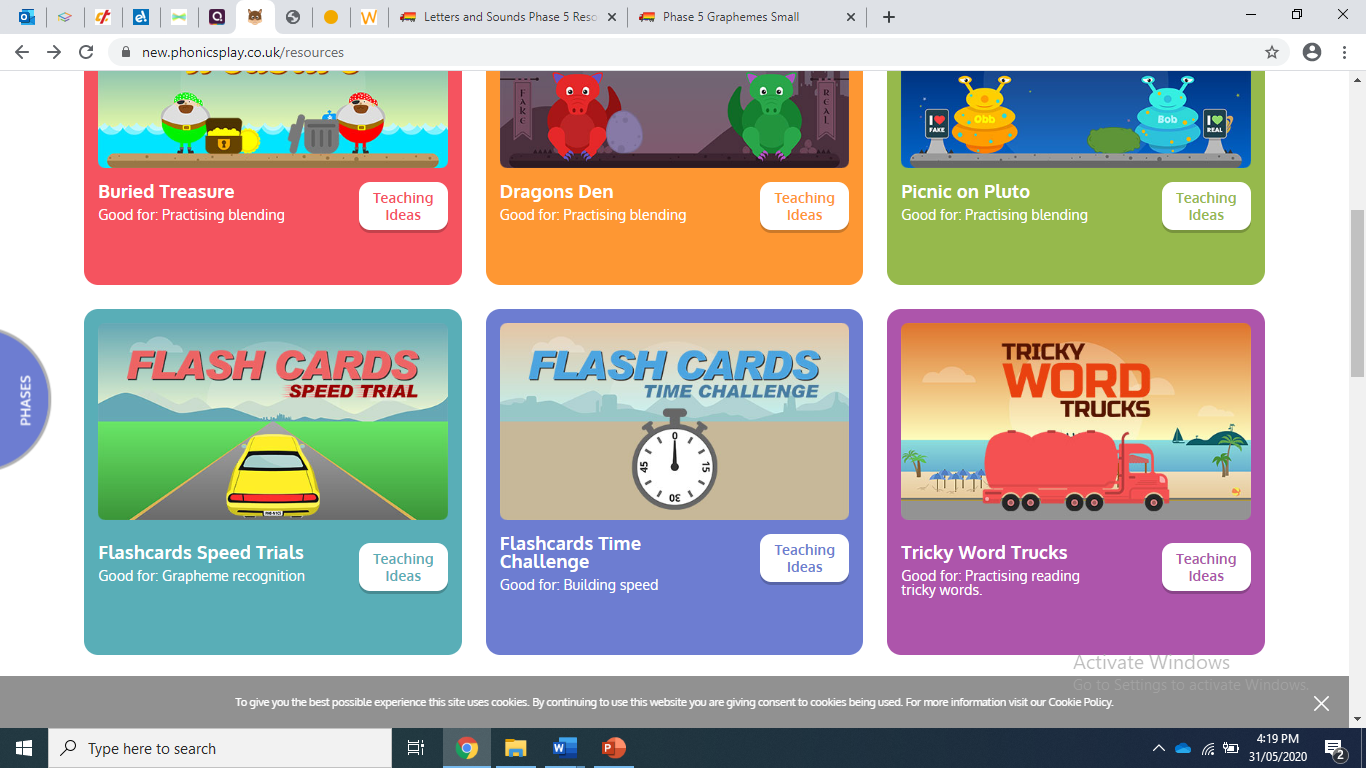 Letters and Sounds Phase 5 Reso
Phase 5 Graphemes Small
new.phonicsplay.co.uk/resources
FAKE
REAL
I ♥ FAKE
Obb
Bob
I ♥ REAL
Buried Treasure
Good for: Practising blending
Teaching
Ideas
Dragons Den
Good for: Practising blending
Teaching
Ideas
Picnic on Pluto
Good for: Practising blending
Teaching
Ideas
PHASES
FLASH CARDS
SPEED TRIAL
FLASH CARDS
TIME CHALLENGE
0
15
30
45
TRICKY
WORD
TRUCKS
Flashcards Speed Trials
Good for: Grapheme recognition
Teaching
Ideas
Flashcards Time
Challenge
Good for: Building speed
Teaching
Ideas
Tricky Word Trucks
Good for: Practising reading
tricky words.
Teaching
Ideas
Activate Windows
Go to Settings to activate Windows.
To give you the best possible experience this site uses cookies. By continuing to use this website you are giving consent to cookies being used. For more information visit our Cookie Policy.
Type here to search
4:19 PM
31/05/2020
2